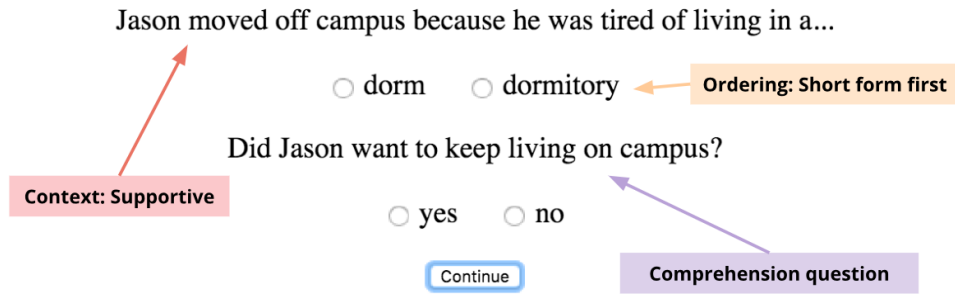 Jason moved off campus because he was tired of living in a...
dorm dormitory
Ordering: Short form first
Did Jason want to keep living on campus?
Context: Supportive
yes no
Comprehension question
Continue